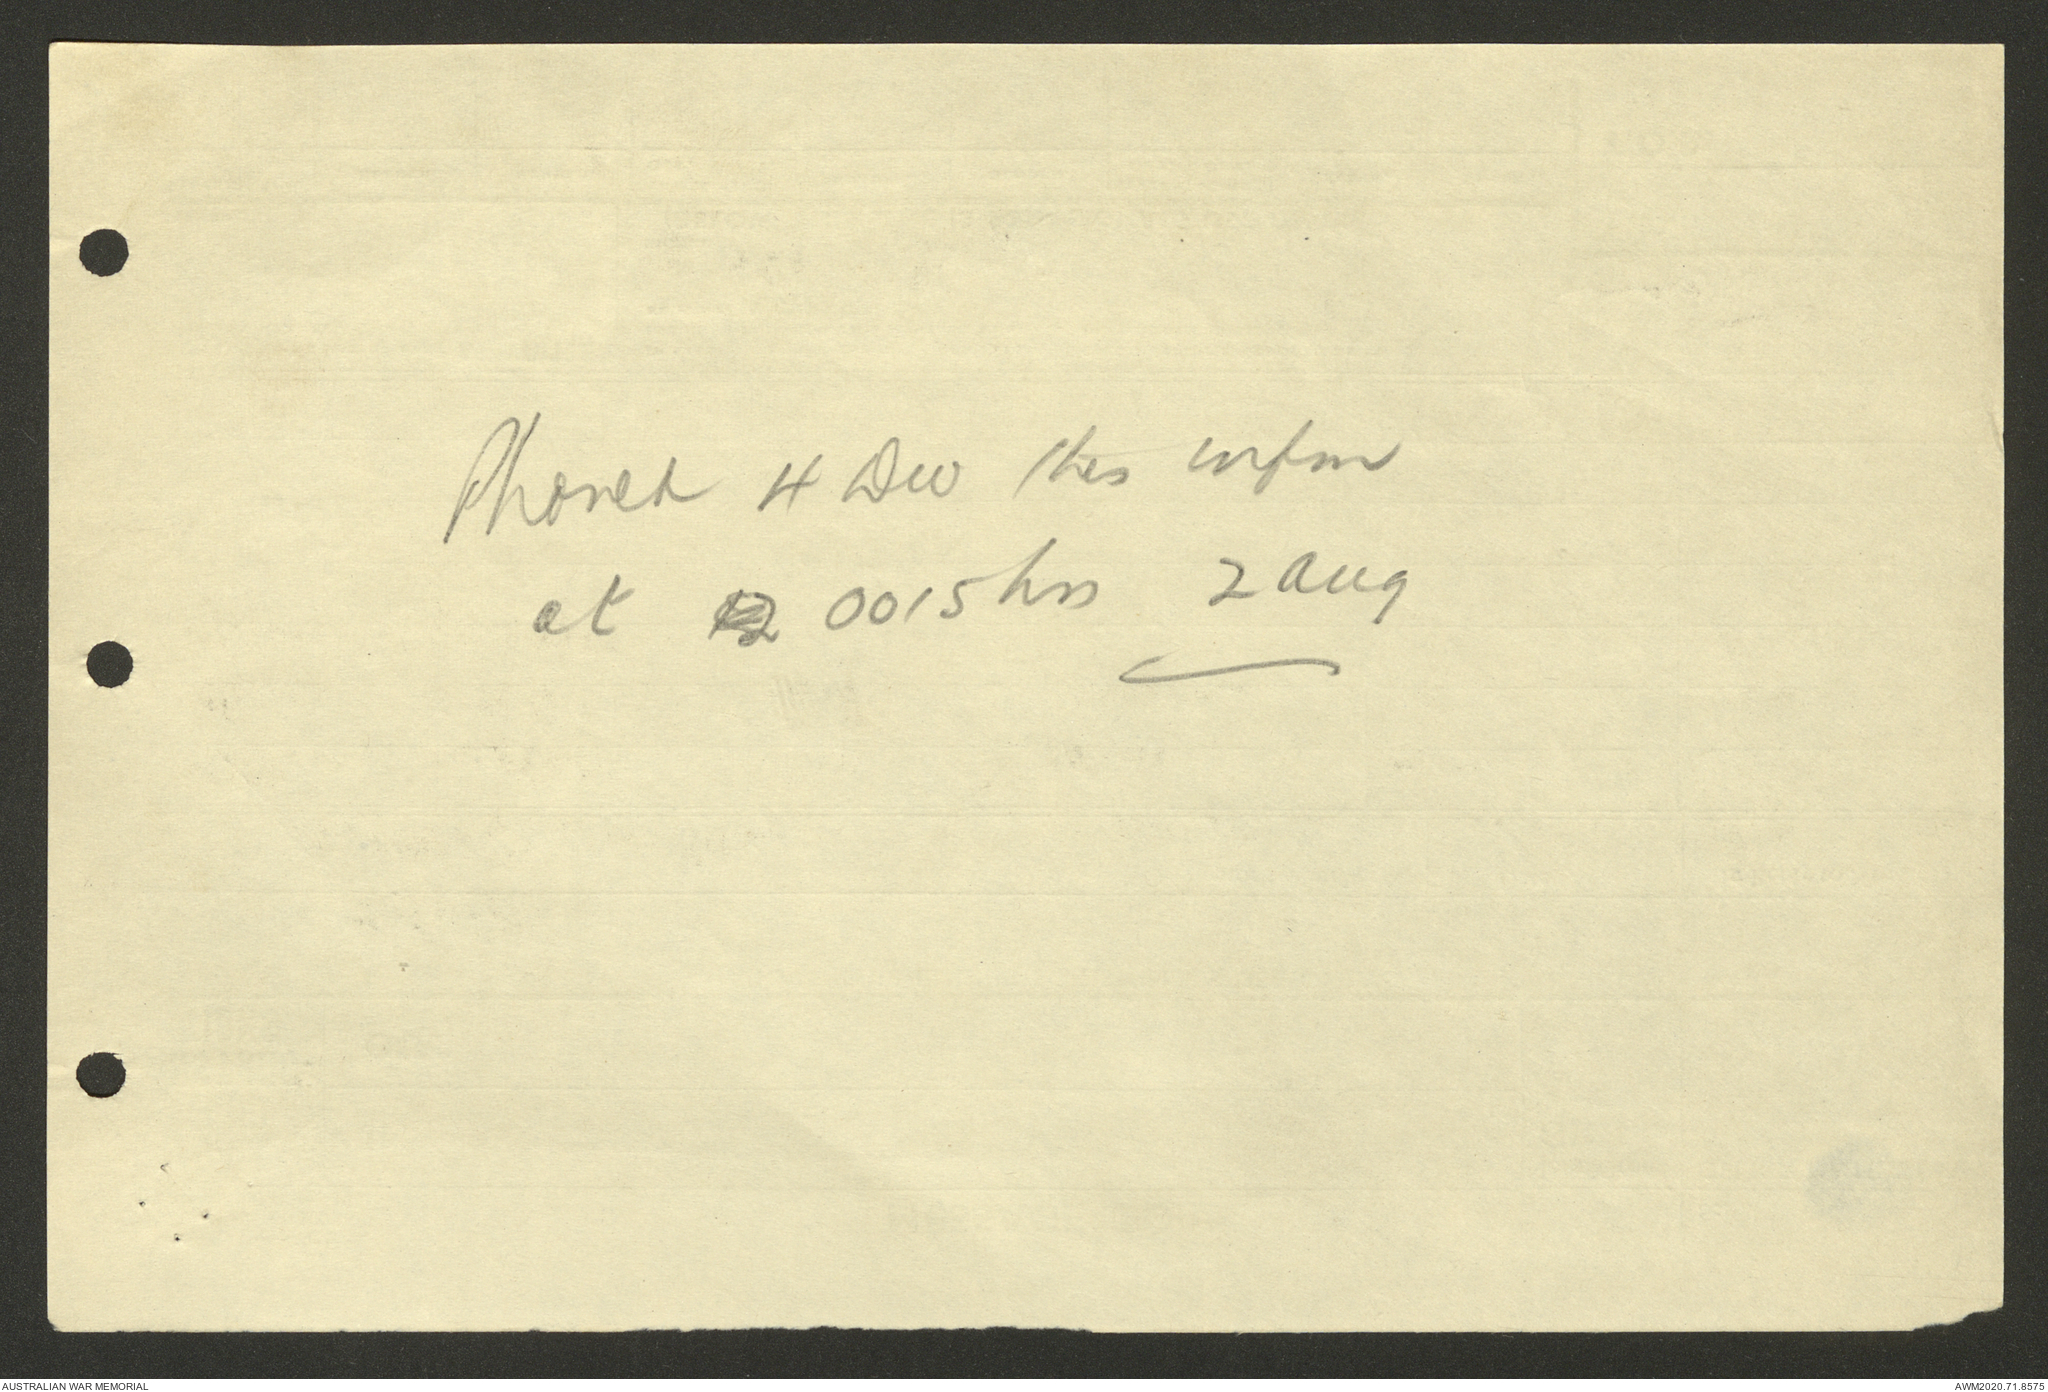 Phoned 4 Div this infm
at 0015 hrs 2 Aug
AUSTRALIAN WAR MEMORIAL
AWM2020.71.8575